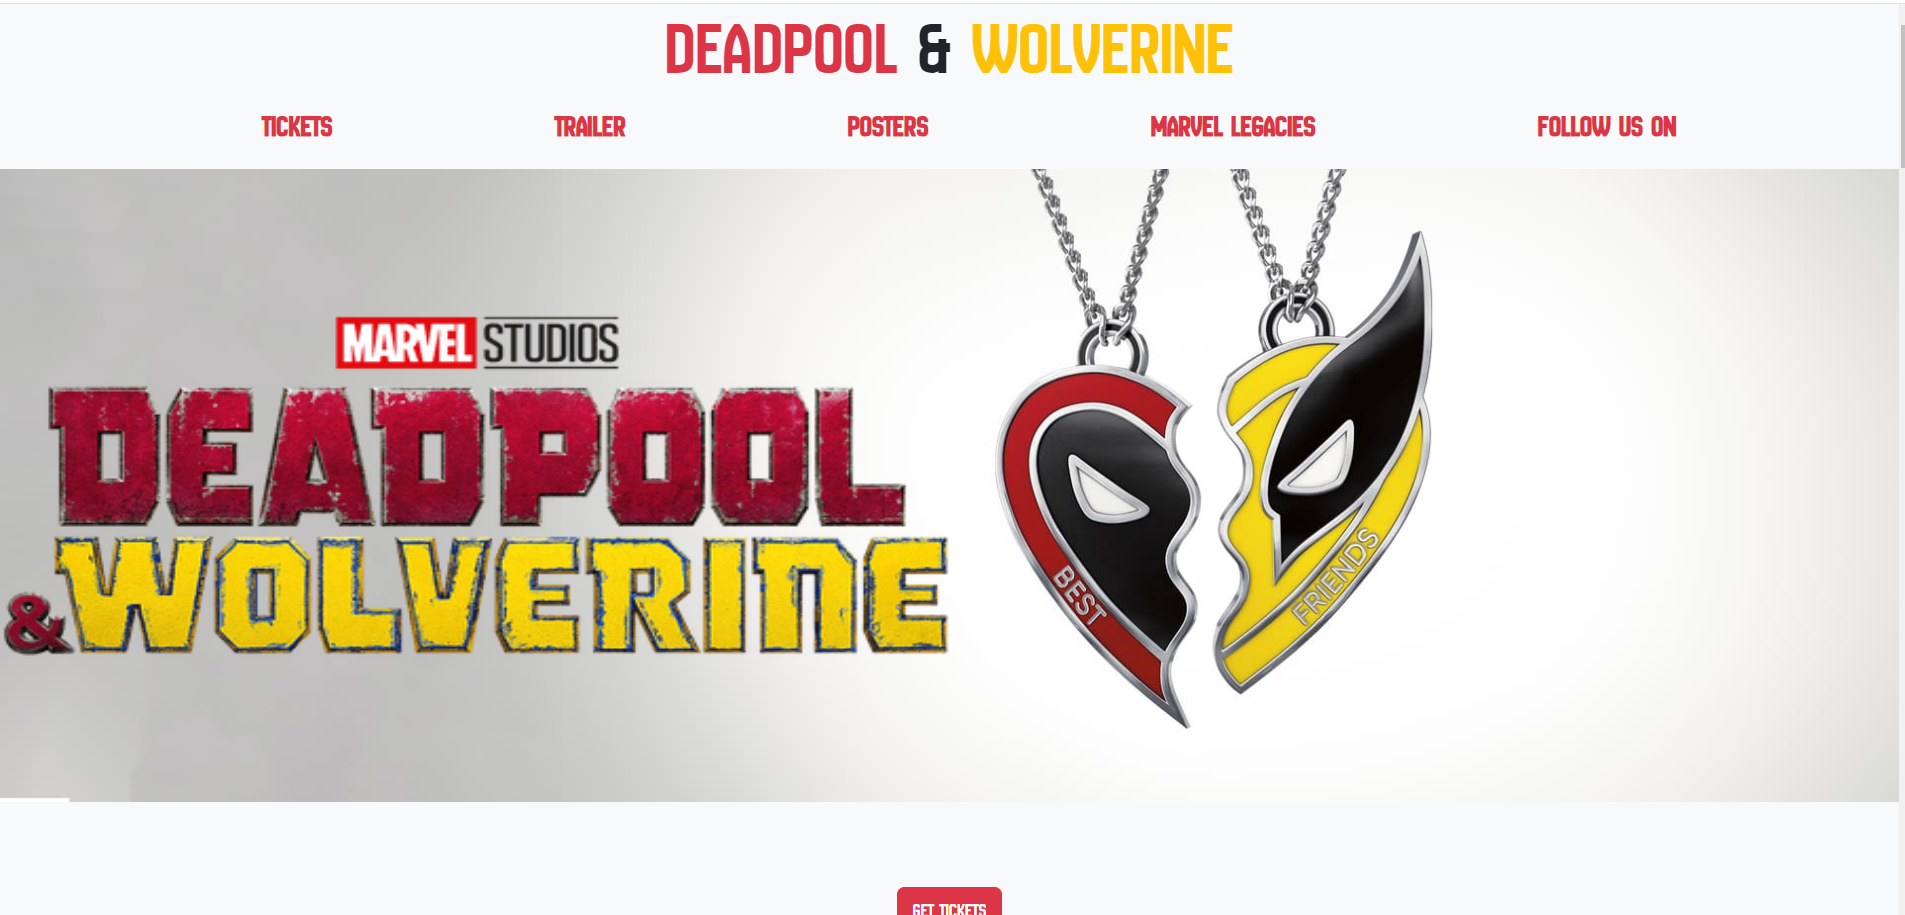 DEADPOOL & WOLVERINE
TICKETS TRAILER POSTERS MARVEL LEGACIES FOLLOW US ON
MARVEL STUDIOS
DEADPOOL
&WOLVERINE
BEST
FRIENDS
GET TICKETS